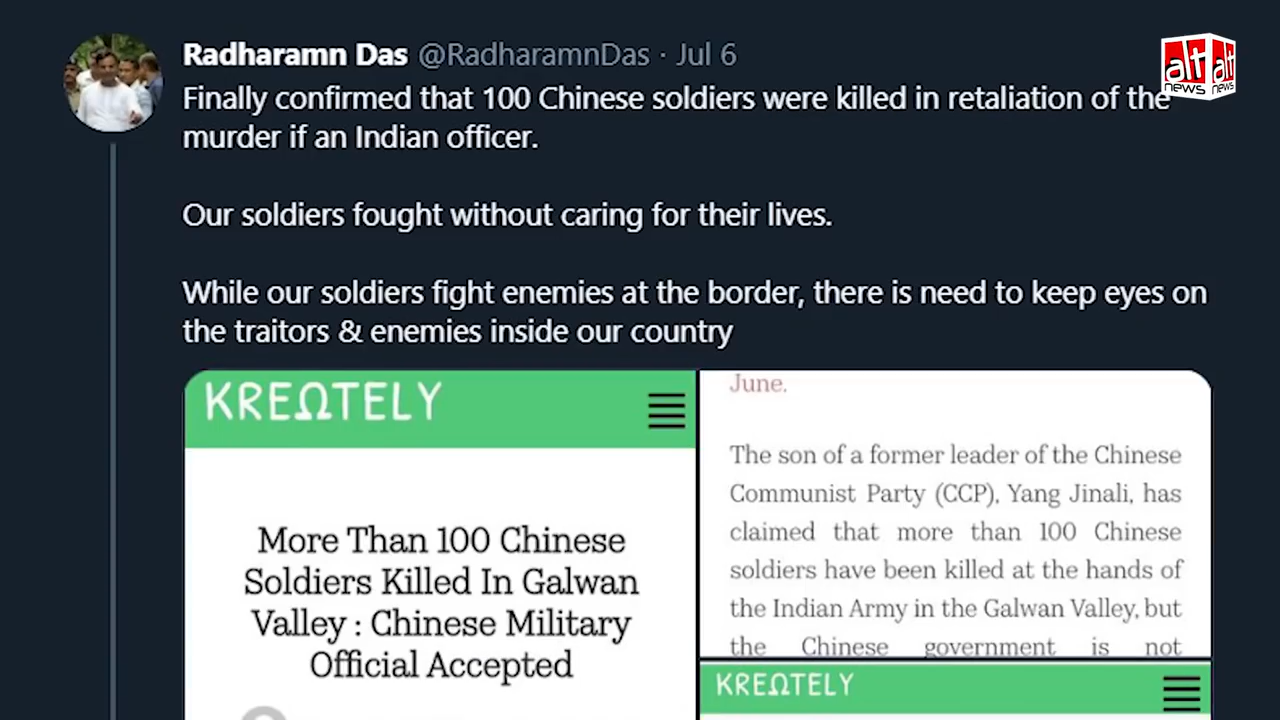 Radharamn Das @RadharamnDas · Jul 6
Finally confirmed that 100 Chinese soldiers were killed in retaliation of the
murder if an Indian officer.
Our soldiers fought without caring for their lives.
While our soldiers fight enemies at the border, there is need to keep eyes on
the traitors & enemies inside our country
KREΩTELY
More Than 100 Chinese
Soldiers Killed In Galwan
Valley : Chinese Military
Official Accepted
June.
The son of a former leader of the Chinese
Communist Party (CCP), Yang Jinali, has
claimed that more than 100 Chinese
soldiers have been killed at the hands of
the Indian Army in the Galwan Valley, but
the Chinese government is not
KREΩTELY
alt alt
news news